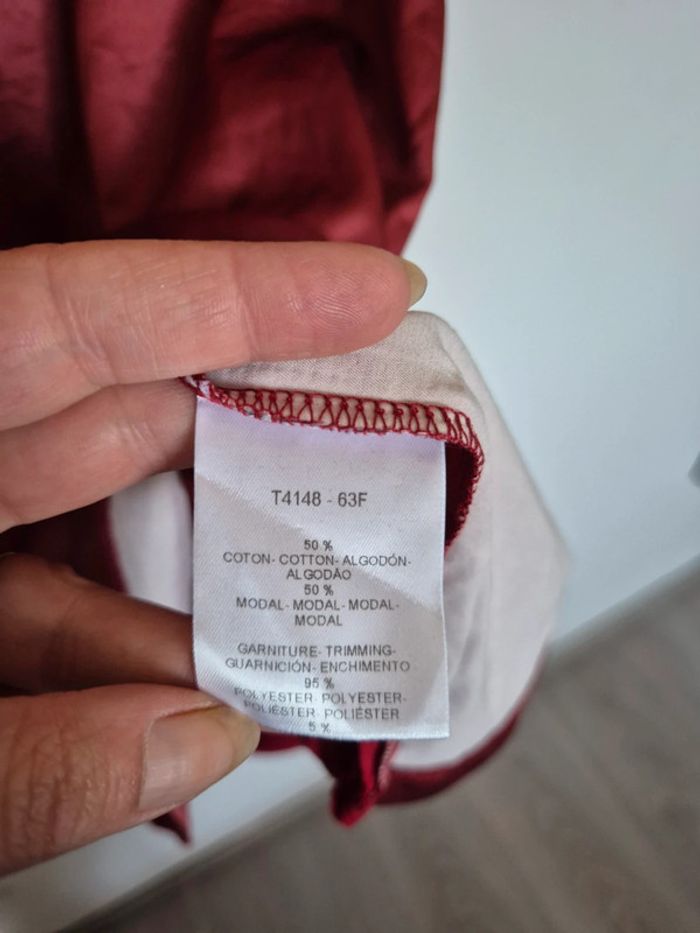 T4148 - 63F
50 %
COTON- COTTON- ALGODÓN-
ALGODÃO
50 %
MODAL- MODAL- MODAL-
MODAL
GARNITURE- TRIMMING-
GUARNICIÓN- ENCHIMENTO
95 %
POLYESTER- POLYESTER-
POLIÉSTER- POLIÉSTER
5 %